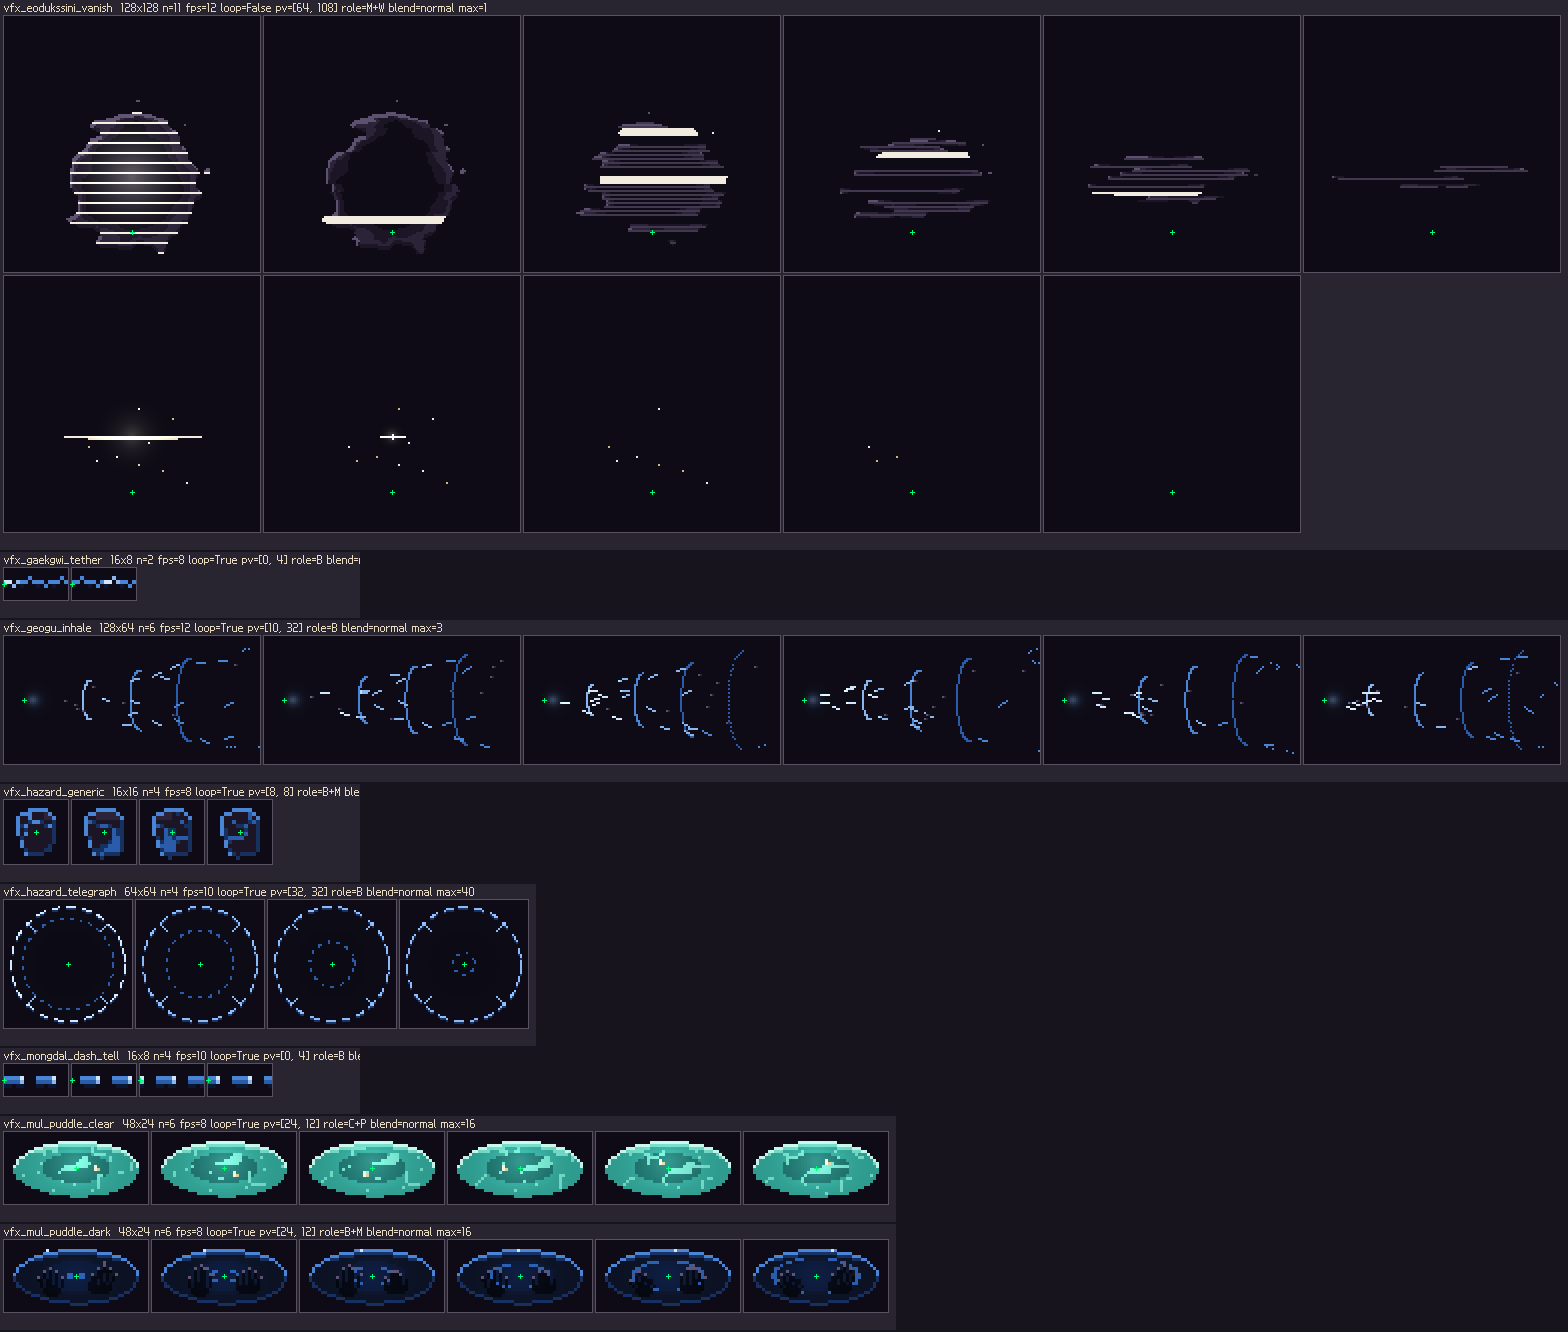 vfx_eodukssini_vanish 128x128 n=11 fps=12 loop=False pv=[64, 108] role=M+W blend=normal max=1
vfx_gaekgwi_tether 16x8 n=2 fps=8 loop=True pv=[0, 4] role=B blend=
vfx_geogu_inhale 128x64 n=6 fps=12 loop=True pv=[10, 32] role=B blend=normal max=3
vfx_hazard_generic 16x16 n=4 fps=8 loop=True pv=[8, 8] role=B+M ble
vfx_hazard_telegraph 64x64 n=4 fps=10 loop=True pv=[32, 32] role=B blend=normal max=40
vfx_mongdal_dash_tell 16x8 n=4 fps=10 loop=True pv=[0, 4] role=B ble
vfx_mul_puddle_clear 48x24 n=6 fps=8 loop=True pv=[24, 12] role=C+P blend=normal max=16
vfx_mul_puddle_dark 48x24 n=6 fps=8 loop=True pv=[24, 12] role=B+M blend=normal max=16